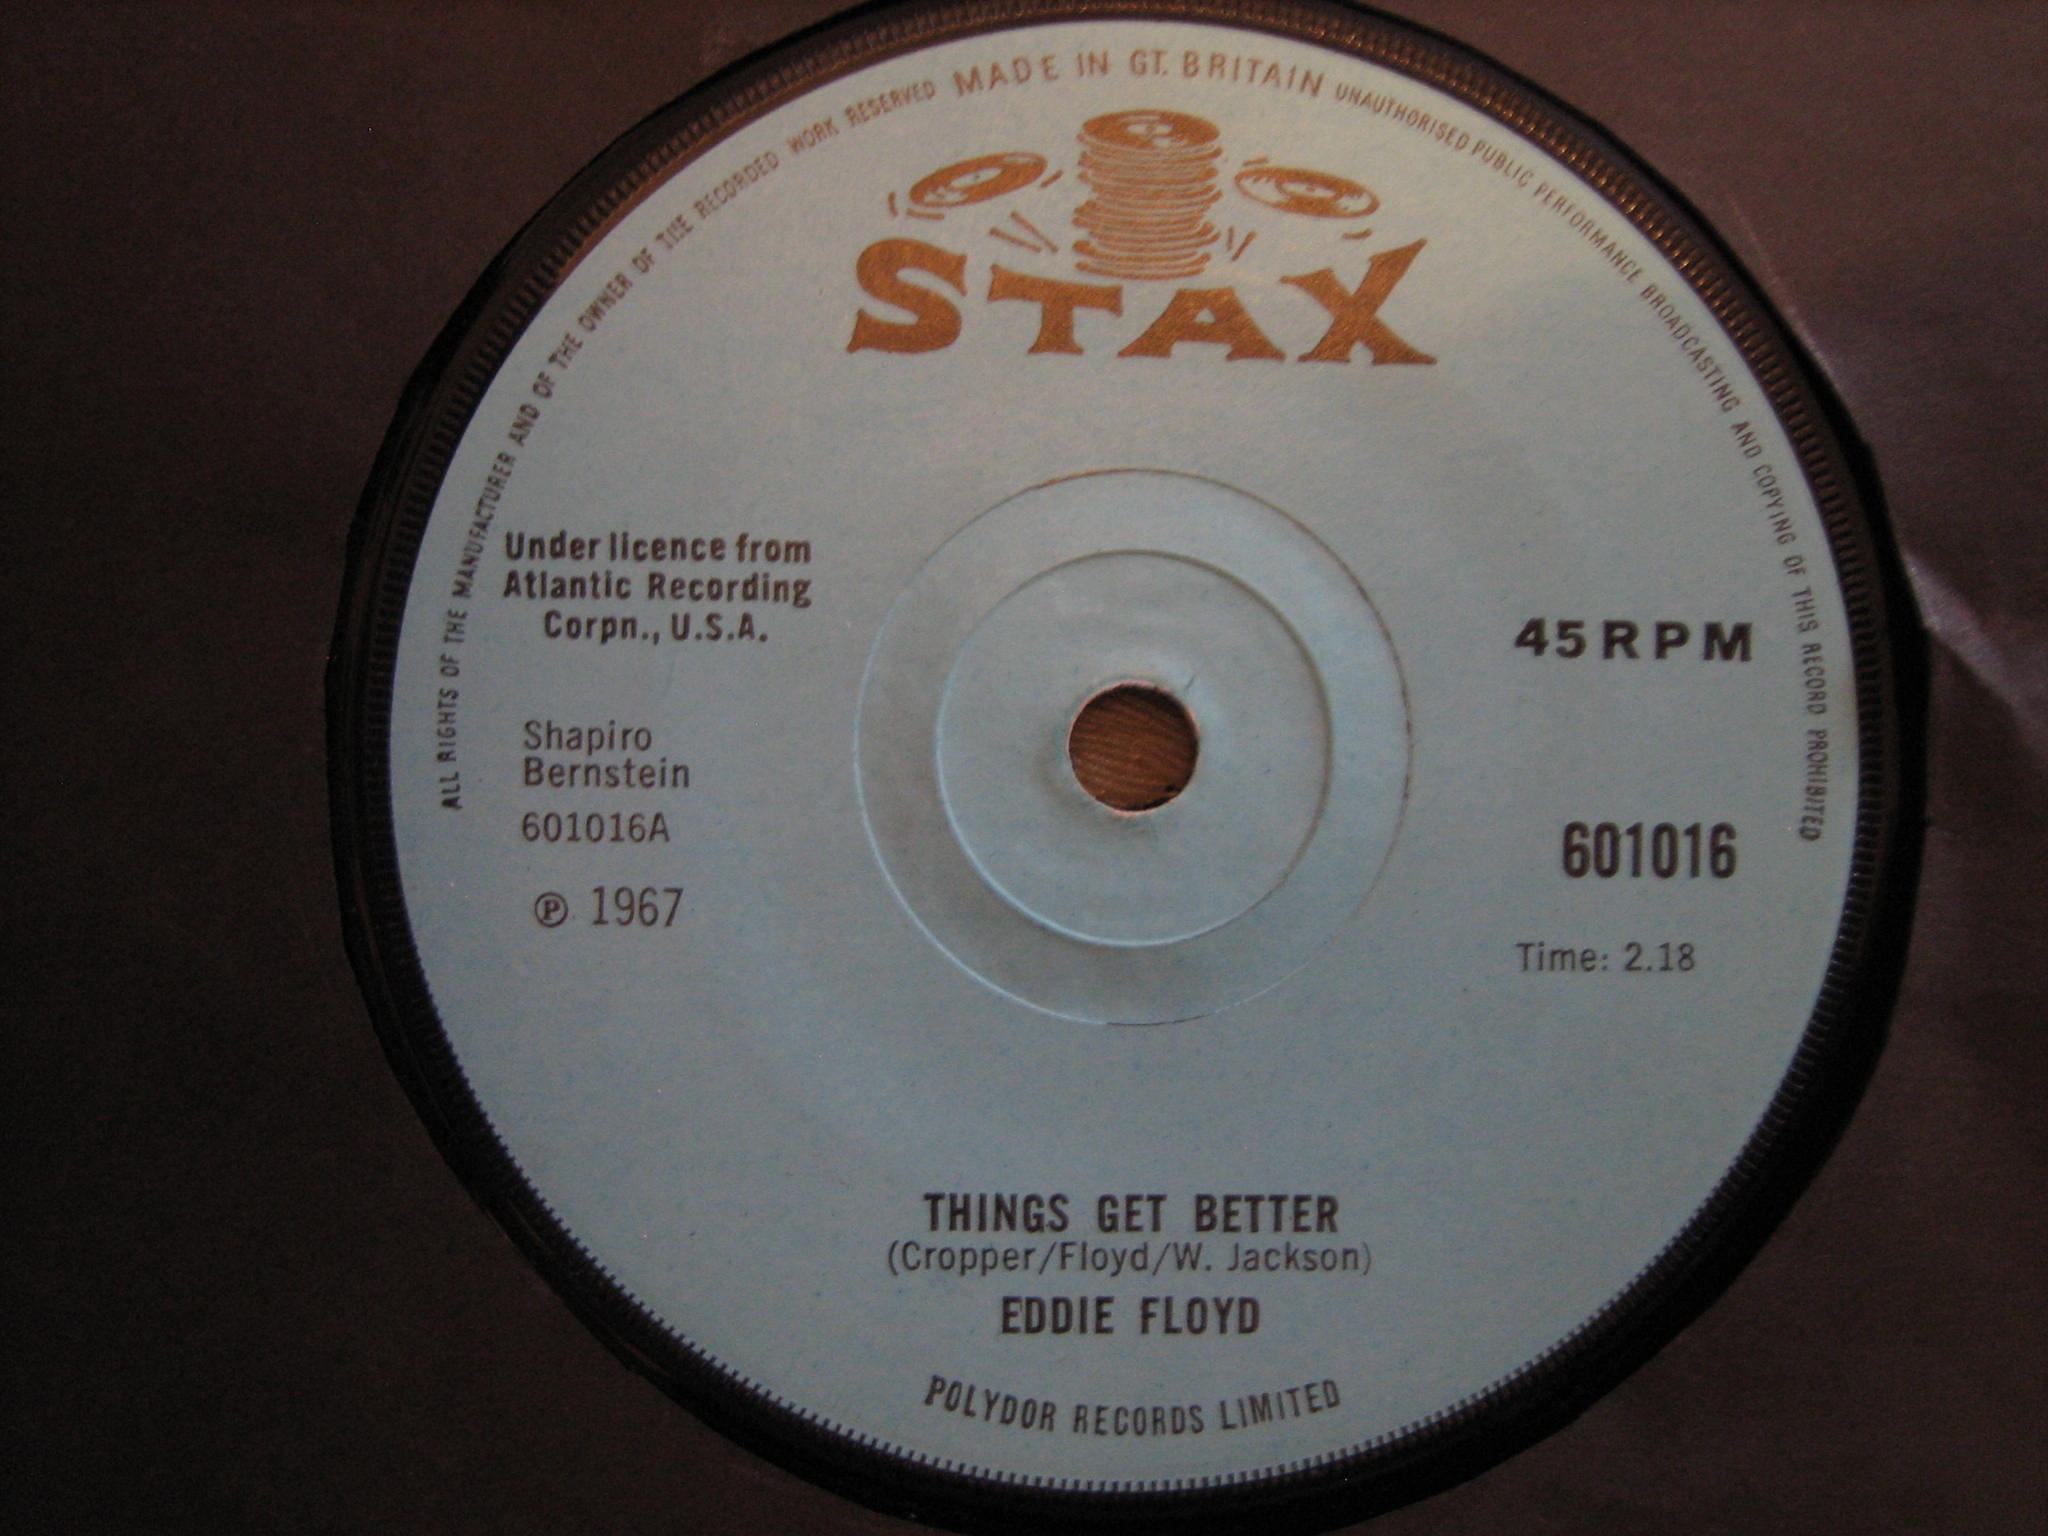 ALL RIGHTS OF THE MANUFACTURER AND OF THE OWNER OF THE RECORDED WORK RESERVED MADE IN GT. BRITAIN UNAUTHORISED PUBLIC PERFORMANCE BROADCASTING AND COPYING OF THIS RECORD PROHIBITED
STAX
Under licence from
Atlantic Recording
Corpn., U.S.A.
45 RPM
Shapiro
Bernstein
601016A
℗ 1967
601016
Time: 2.18
THINGS GET BETTER
(Cropper/Floyd/W. Jackson)
EDDIE FLOYD
POLYDOR RECORDS LIMITED